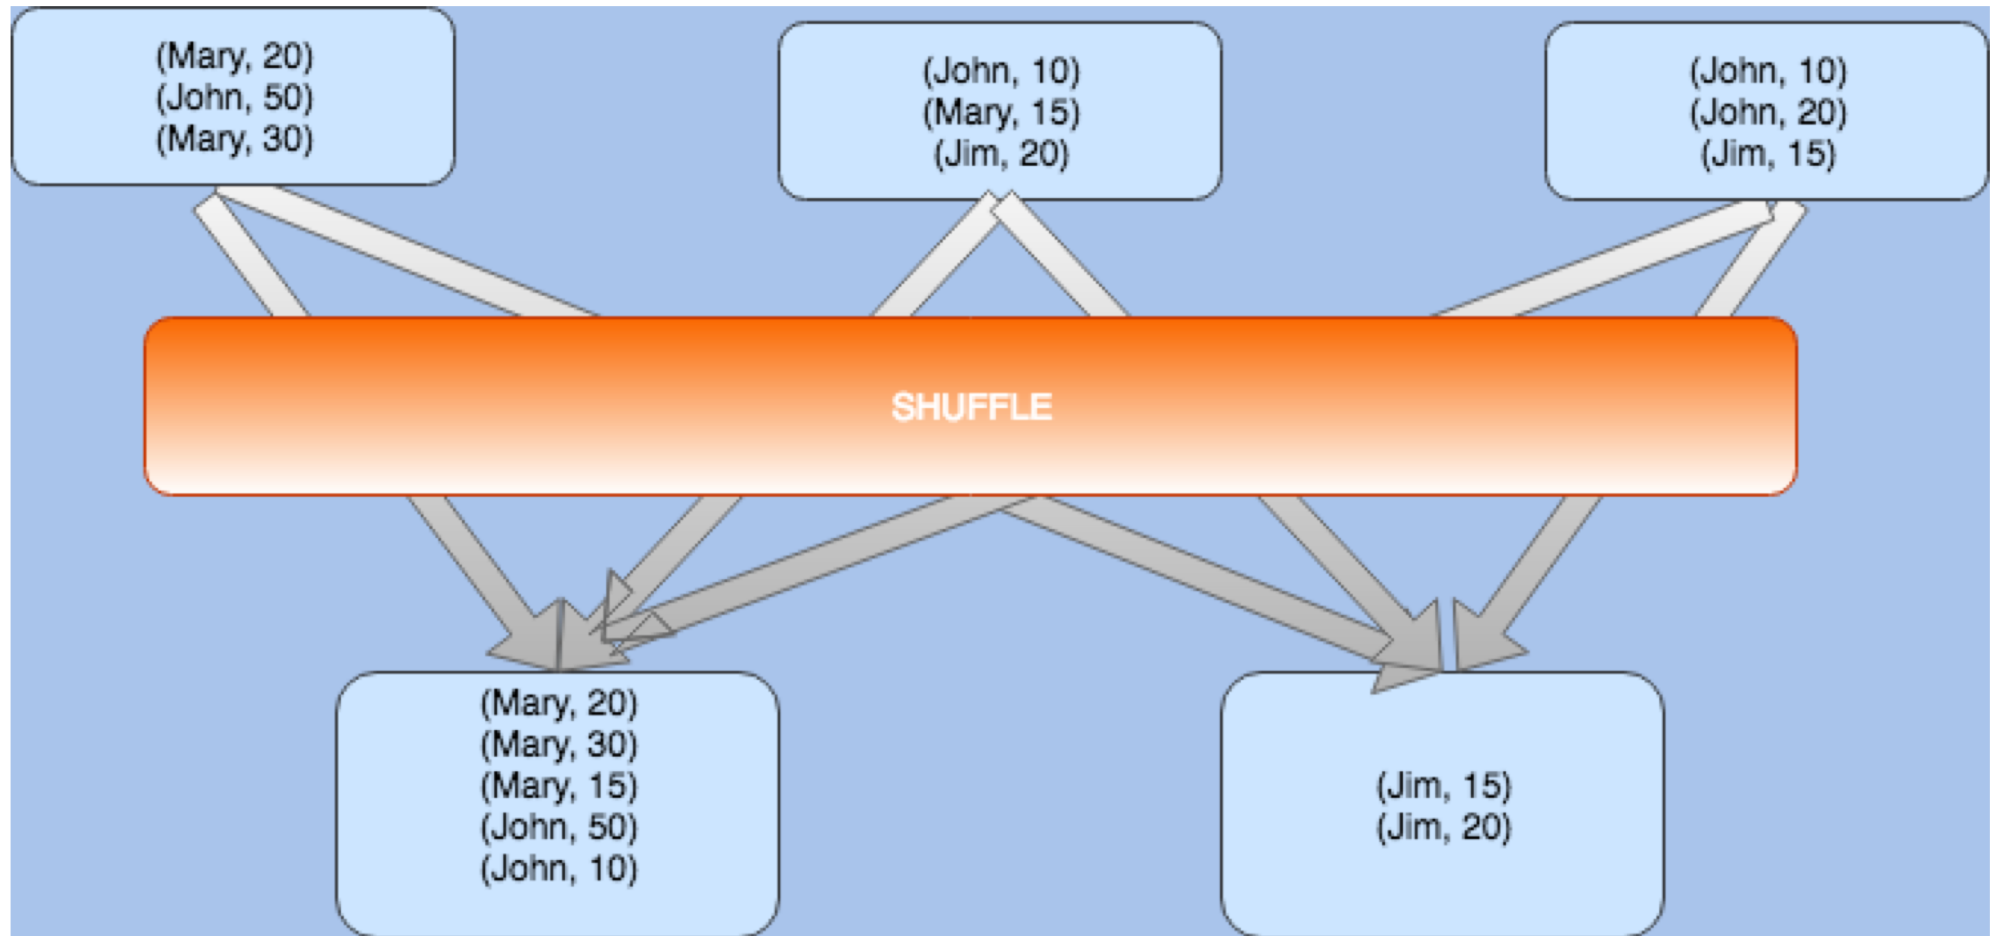 (Mary, 20)
(John, 50)
(Mary, 30)
(John, 10)
(Mary, 15)
(Jim, 20)
(John, 10)
(John, 20)
(Jim, 15)
SHUFFLE
(Mary, 20)
(Mary, 30)
(Mary, 15)
(John, 50)
(John, 10)
(Jim, 15)
(Jim, 20)